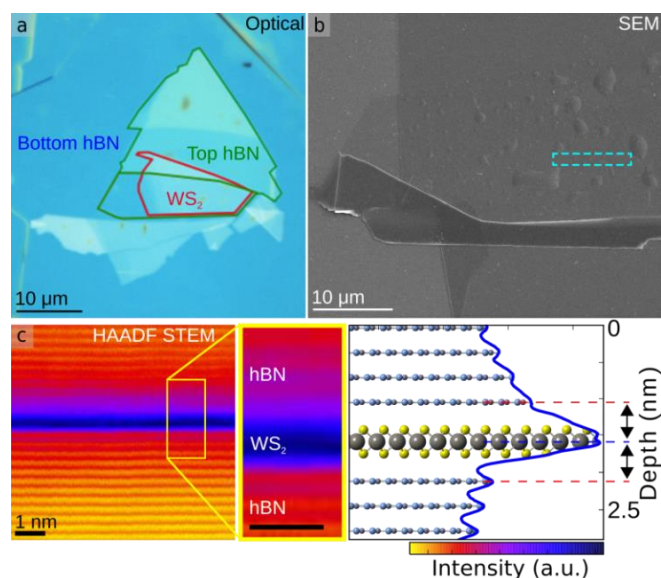 a
Optical
Bottom hBN
Top hBN
WS₂
10 µm
b
SEM
10 µm
c
HAADF STEM
1 nm
hBN
WS₂
hBN
0
2.5
Depth (nm)
Intensity (a.u.)